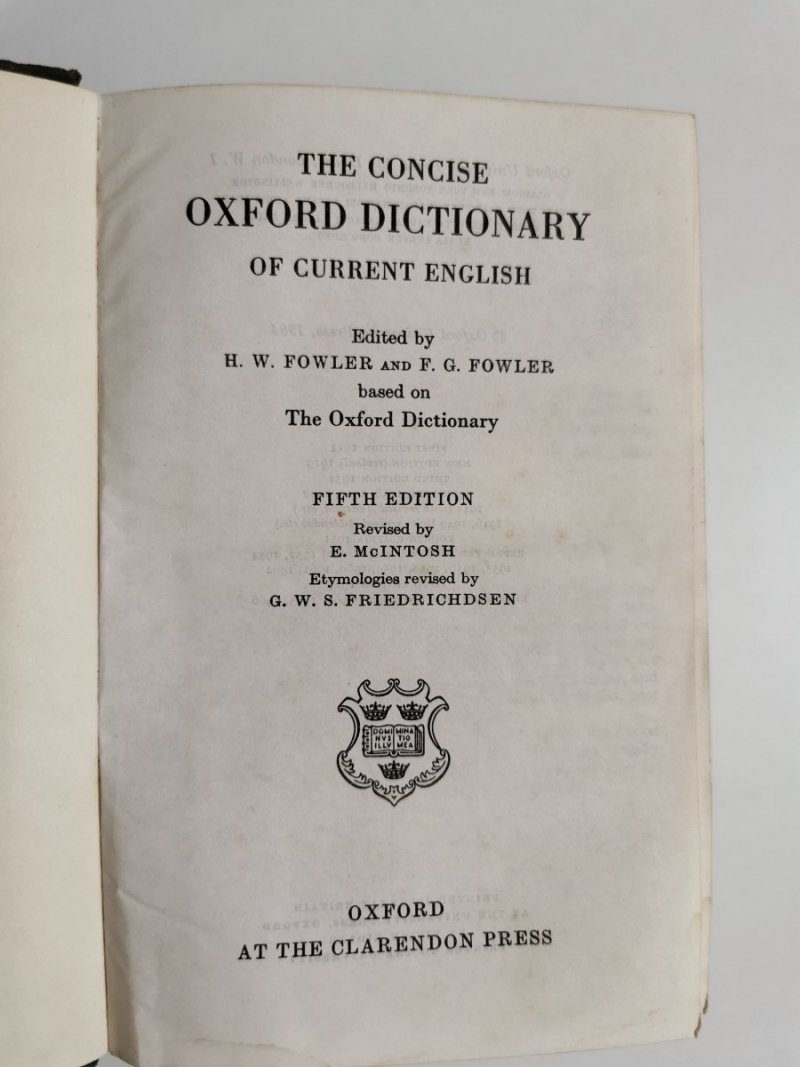 THE CONCISE
OXFORD DICTIONARY
OF CURRENT ENGLISH
Edited by
H. W. FOWLER AND F. G. FOWLER
based on
The Oxford Dictionary
FIFTH EDITION
Revised by
E. McINTOSH
Etymologies revised by
G. W. S. FRIEDRICHDSEN
DOMI MINA
NVS TIO
ILLV MEA
OXFORD
AT THE CLARENDON PRESS